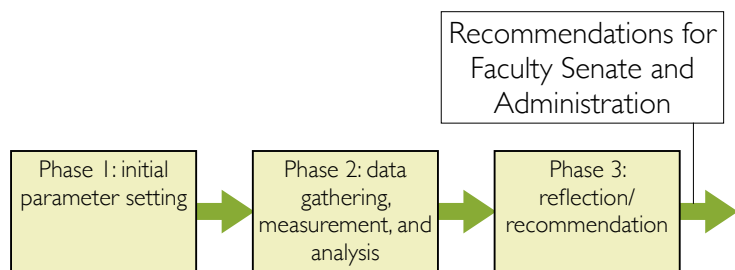 Recommendations for
Faculty Senate and
Administration
Phase 1: initial
parameter setting
Phase 2: data
gathering,
measurement, and
analysis
Phase 3:
reflection/
recommendation